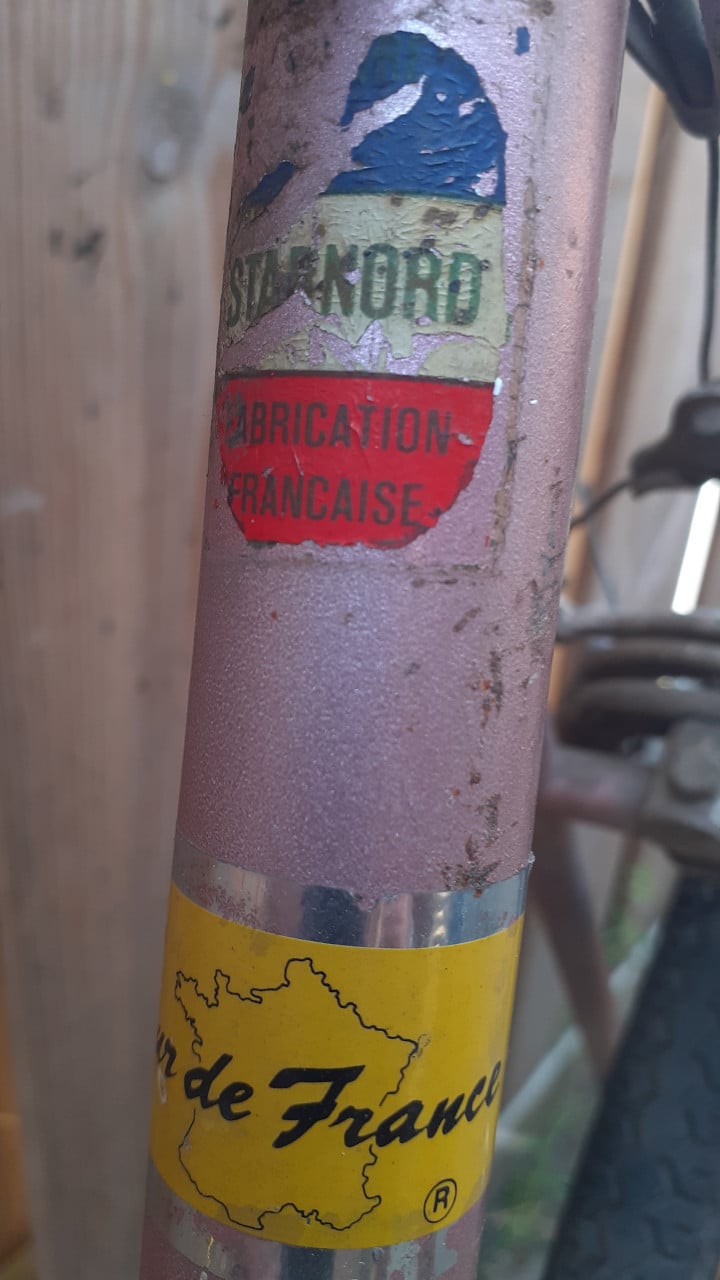 STARNORD
FABRICATION
FRANCAISE
ur de France
®